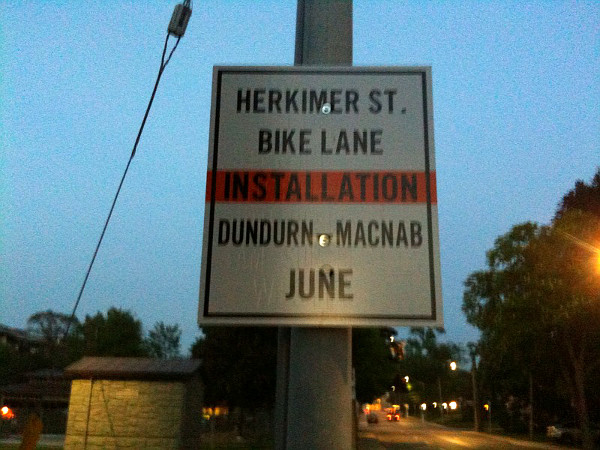 HERKIMER ST.
BIKE LANE
INSTALLATION
DUNDURN - MACNAB
JUNE